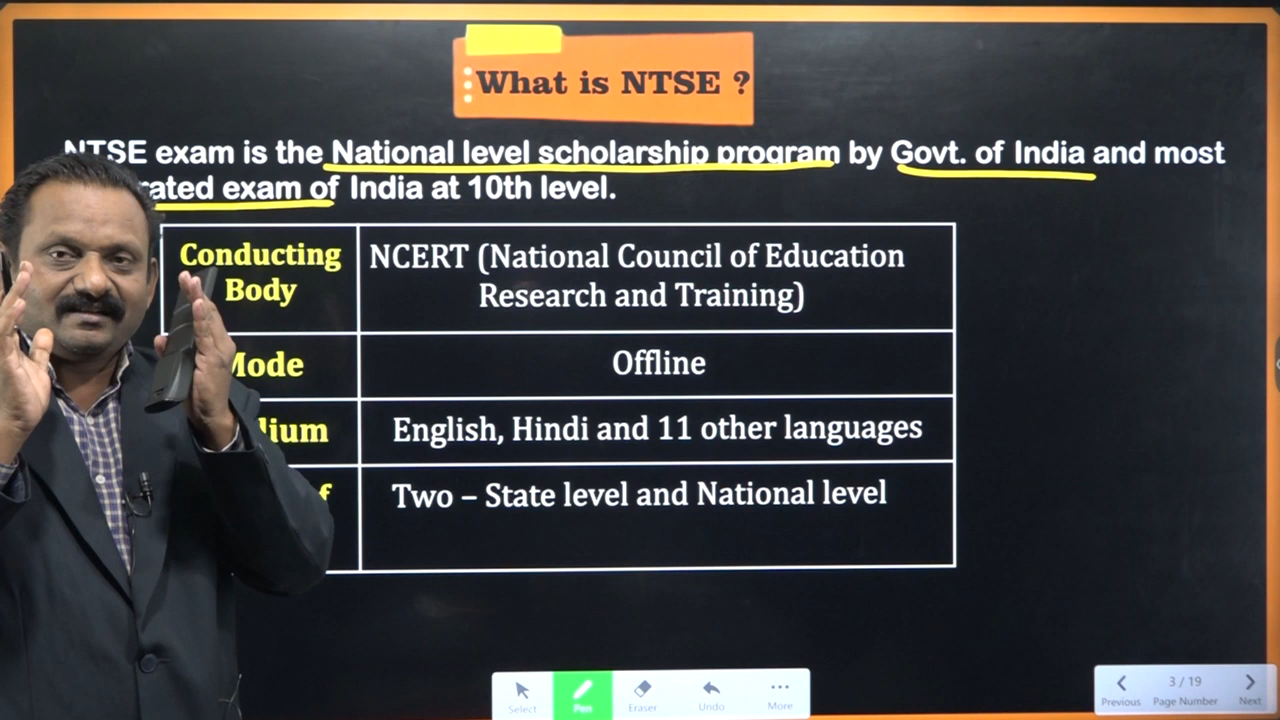 What is NTSE ?
NTSE exam is the National level scholarship program by Govt. of India and most
rated exam of India at 10th level.
Conducting Body
NCERT (National Council of Education
Research and Training)
Mode
Offline
English, Hindi and 11 other languages
Two – State level and National level
Select
Pen
Eraser
Undo
More
Previous
3 / 19
Page Number
Next